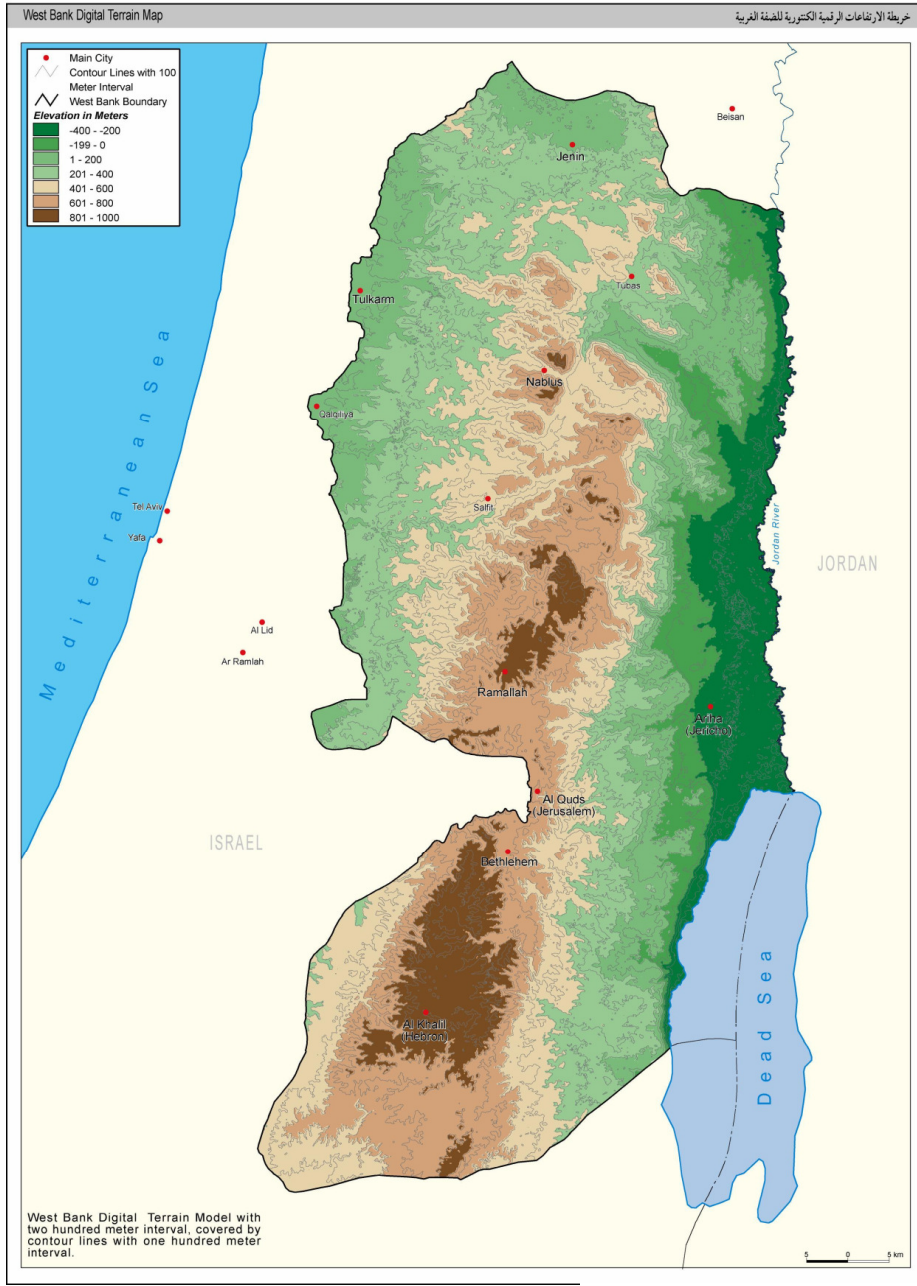 West Bank Digital Terrain Map
خريطة الارتفاعات الرقمية الكنتورية للضفة الغربية
Main City
Contour Lines with 100
Meter Interval
West Bank Boundary
Elevation in Meters
-400 - -200
-199 - 0
1 - 200
201 - 400
401 - 600
601 - 800
801 - 1000
Beisan
Jenin
Tubas
Tulkarm
Nablus
Qalqiliya
Salfit
Mediterranean Sea
Tel Aviv
Yafa
Jordan River
JORDAN
Al Lid
Ar Ramlah
Ramallah
Ariha
(Jericho)
Al Quds
(Jerusalem)
ISRAEL
Bethlehem
Dead Sea
Al Khalil
(Hebron)
West Bank Digital Terrain Model with
two hundred meter interval, covered by
contour lines with one hundred meter
interval.
5 0 5 km